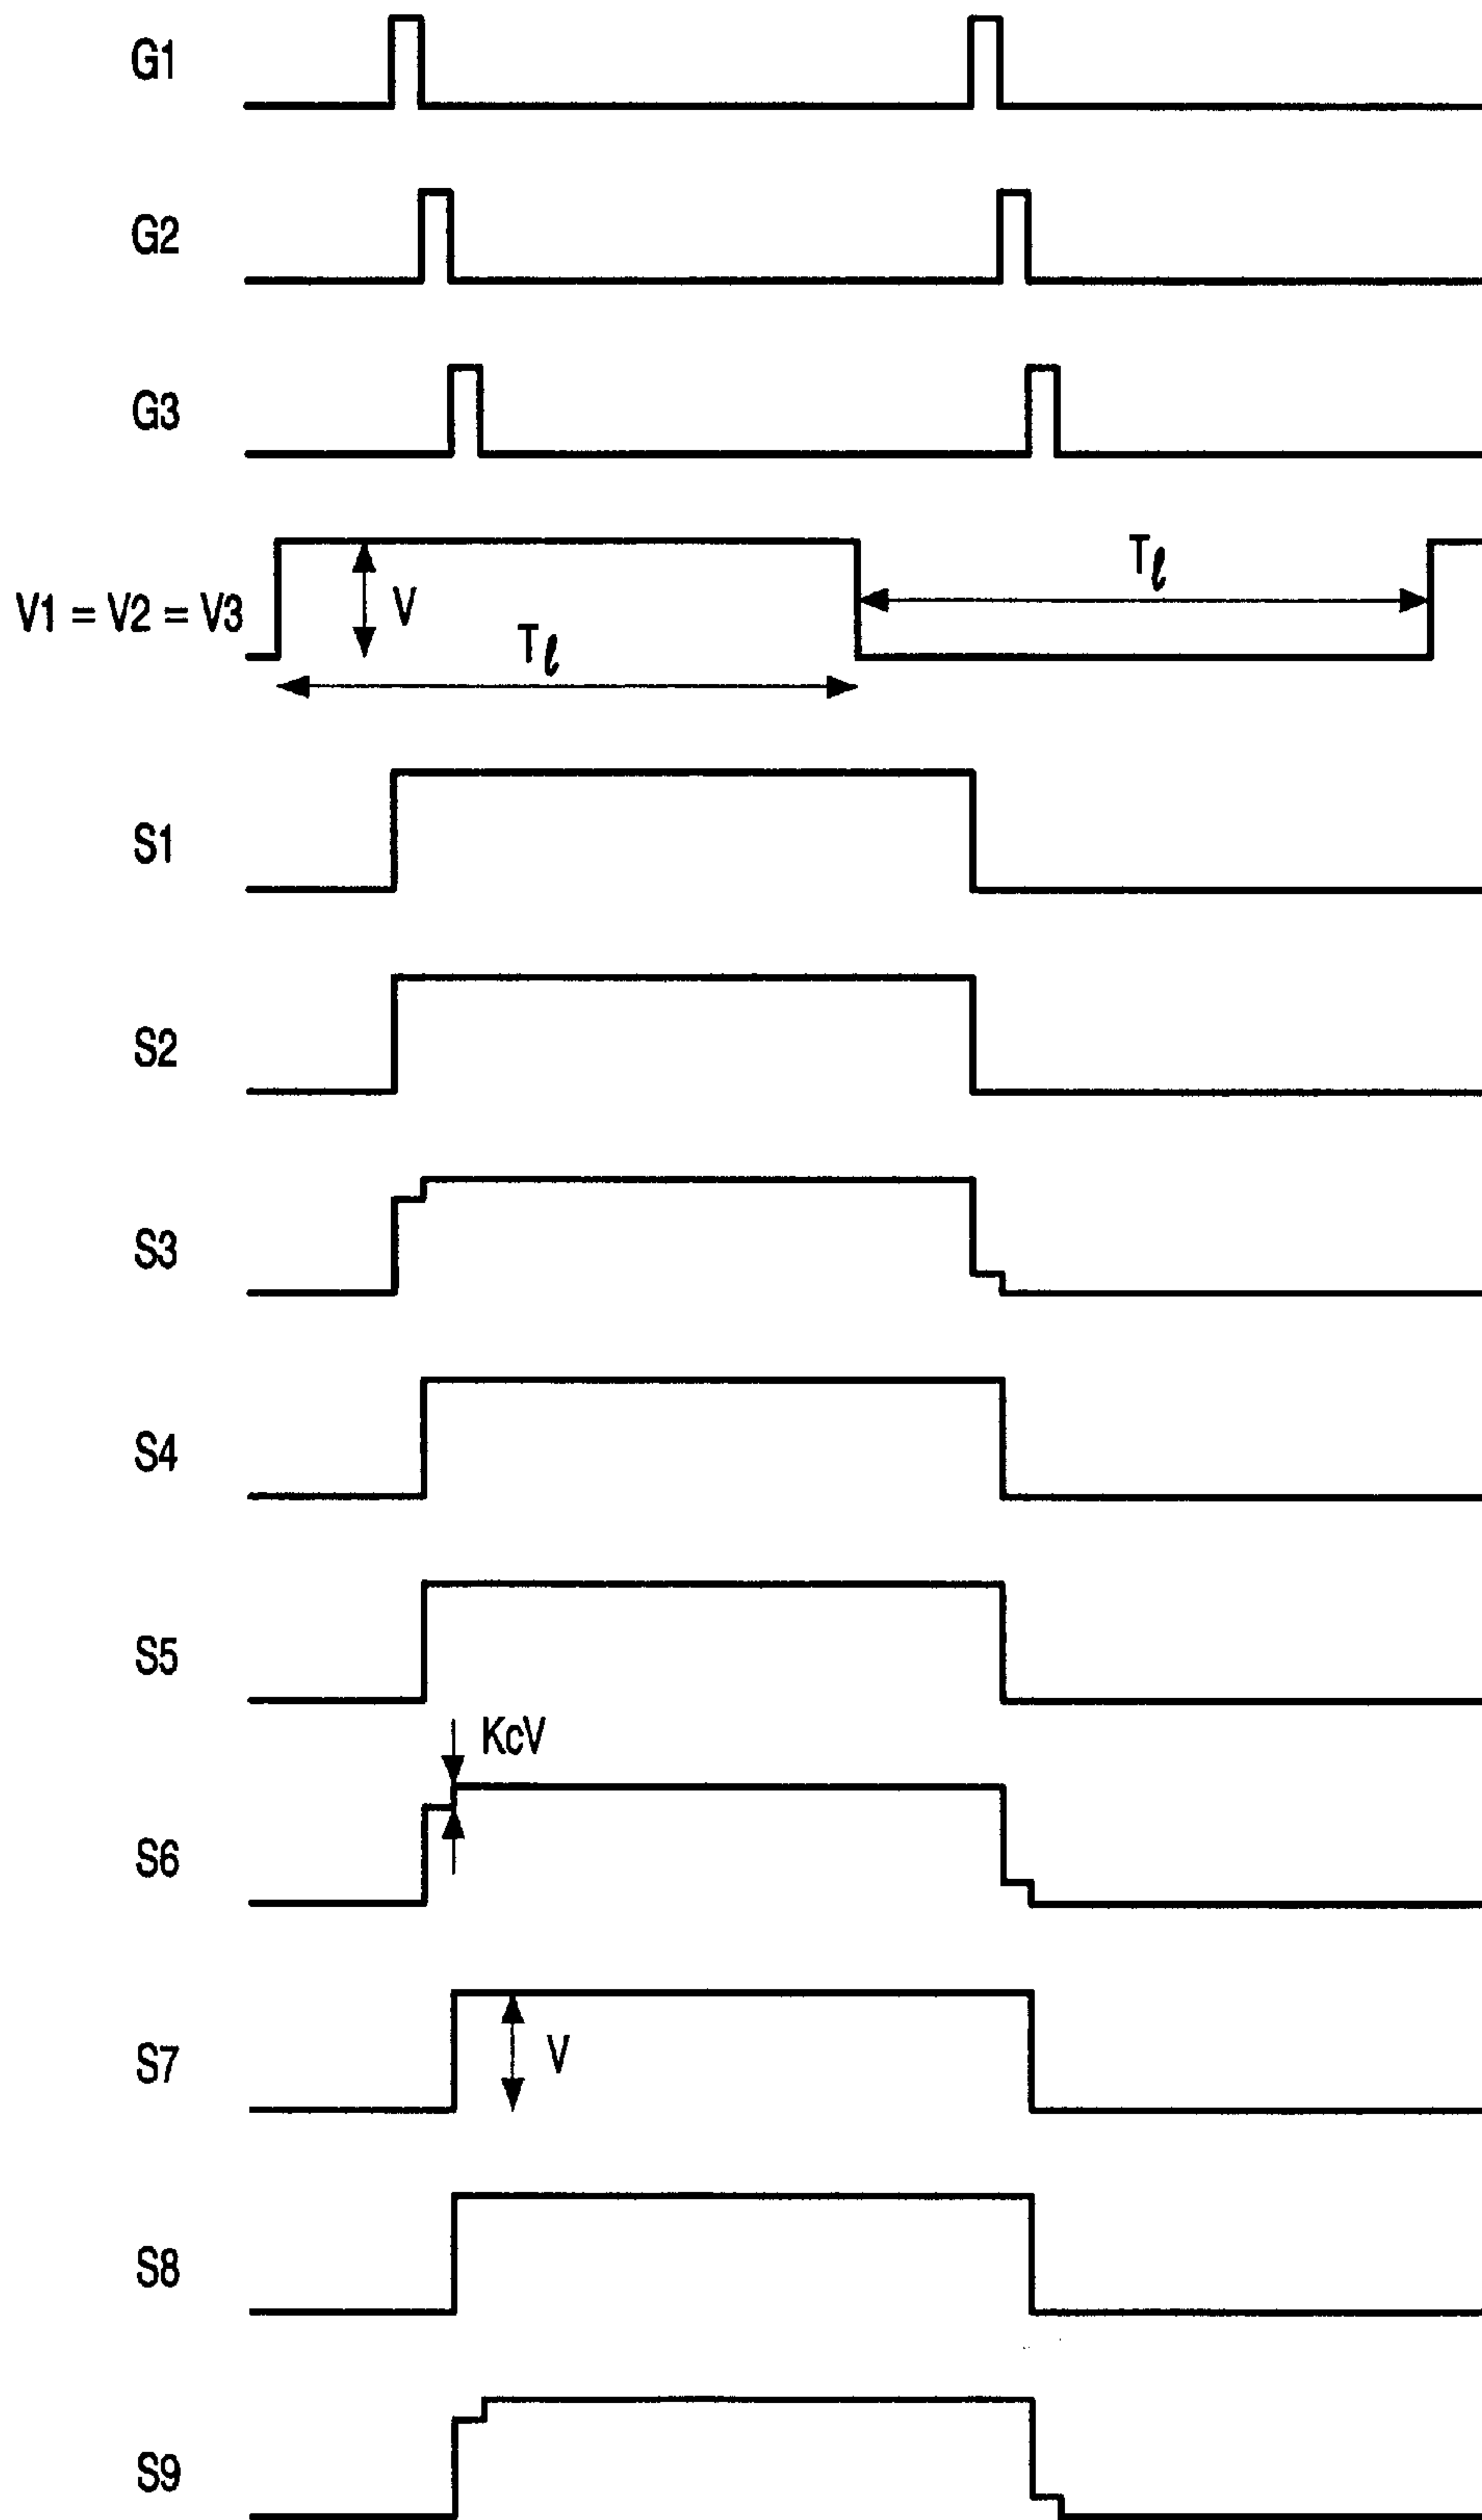 G1
G2
G3
V1 = V2 = V3
V
Tℓ
Tℓ
S1
S2
S3
S4
S5
KcV
S6
S7
V
S8
S9